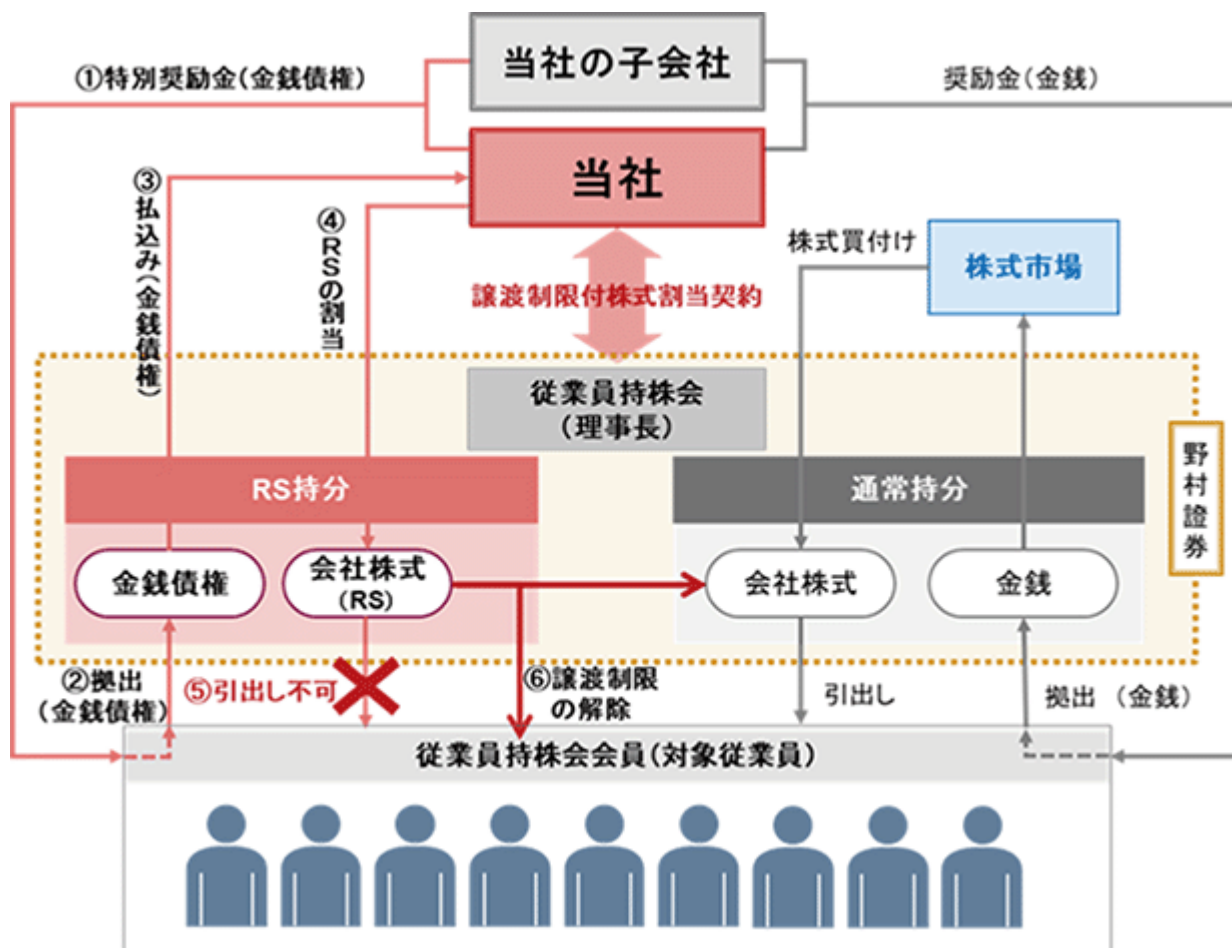 当社の子会社
①特別奨励金(金銭債権)
奨励金(金銭)
当社
③払込み(金銭債権)
④RSの割当
株式買付け
株式市場
譲渡制限付株式割当契約
従業員持株会
(理事長)
野村證券
RS持分
通常持分
金銭債権
会社株式
(RS)
会社株式
金銭
②拠出
(金銭債権)
⑤引出し不可
⑥譲渡制限
の解除
引出し
拠出 (金銭)
従業員持株会会員(対象従業員)